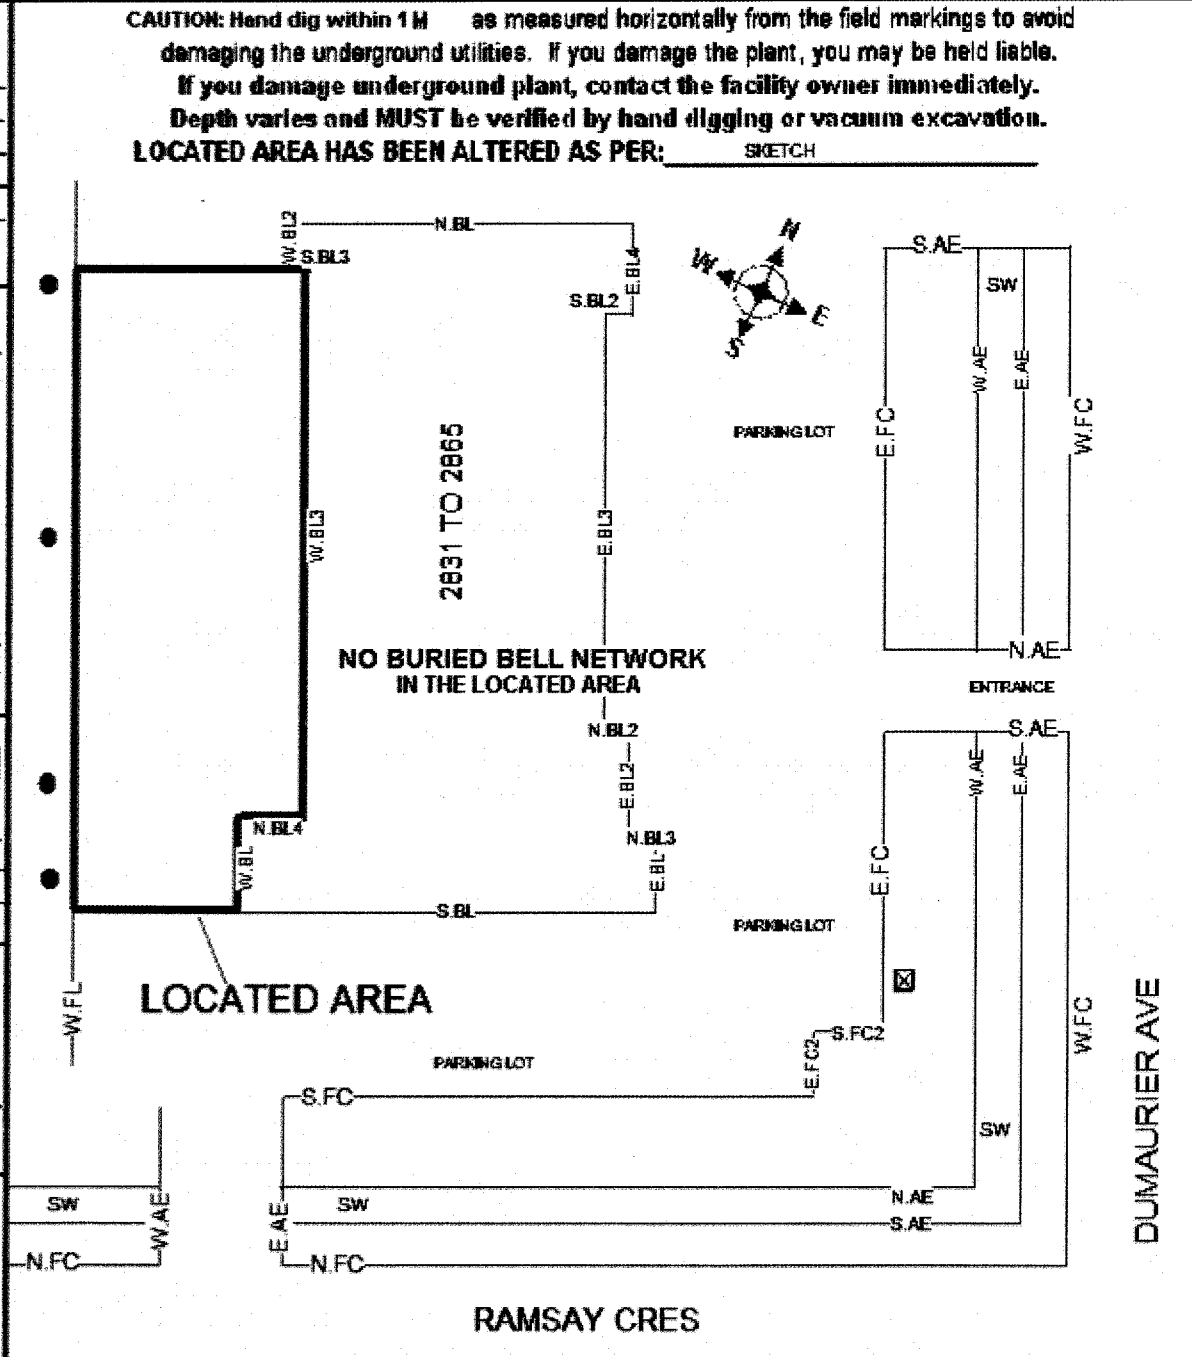 CAUTION: Hand dig within 1 M as measured horizontally from the field markings to avoid
damaging the underground utilities. If you damage the plant, you may be held liable.
If you damage underground plant, contact the facility owner immediately.
Depth varies and MUST be verified by hand digging or vacuum excavation.
LOCATED AREA HAS BEEN ALTERED AS PER: SKETCH
W.BL2
N.BL
S.BL3
E.BL4
S.BL2
N
W
E
S
S.AE
SW
W.AE
E.AE
E.FC
W.FC
PARKING LOT
2831 TO 2865
W.BL3
E.BL3
NO BURIED BELL NETWORK
IN THE LOCATED AREA
N.AE
ENTRANCE
N.BL2
S.AE
W.AE
E.AE
E.BL2
N.BL4
N.BL3
W.BL
E.BL
E.FC
S.BL
PARKING LOT
LOCATED AREA
W.FL
S.FC2
E.FC2
W.FC
DUMAURIER AVE
PARKING LOT
S.FC
SW
SW
W.AE
E.AE
SW
N.AE
S.AE
N.FC
N.FC
RAMSAY CRES